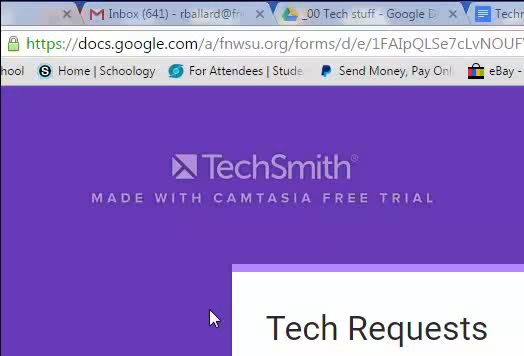 Inbox (641) - rballard@fn
_00 Tech stuff - Google D
Techn
https://docs.google.com/a/fnwsu.org/forms/d/e/1FAIpQLSe7cLvNOUF
hool
Home | Schoology
For Attendees | Stude
Send Money, Pay Onl
eBay -
TechSmith®
MADE WITH CAMTASIA FREE TRIAL
Tech Requests